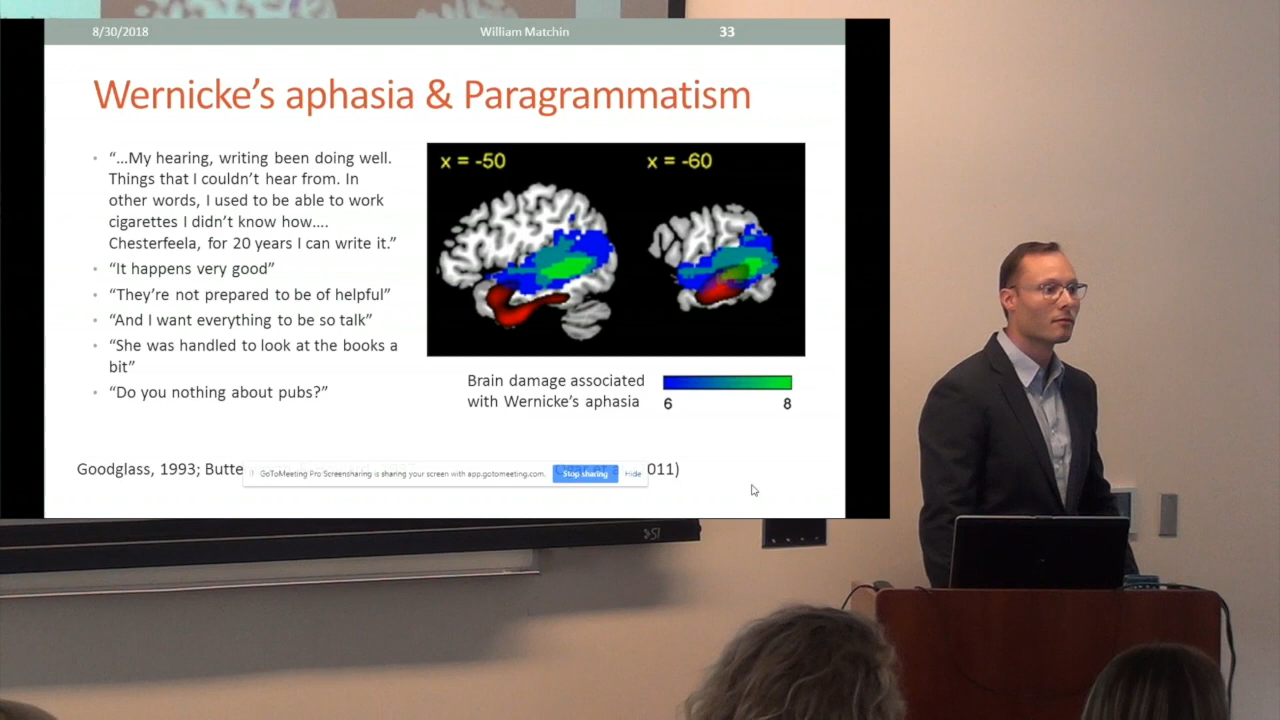 8/30/2018 William Matchin 33
Wernicke's aphasia & Paragrammatism
• "...My hearing, writing been doing well.
Things that I couldn't hear from. In
other words, I used to be able to work
cigarettes I didn't know how....
Chesterfeela, for 20 years I can write it."
• "It happens very good"
• "They're not prepared to be of helpful"
• "And I want everything to be so talk"
• "She was handled to look at the books a
bit"
• "Do you nothing about pubs?"
x = -50 x = -60
Brain damage associated
with Wernicke's aphasia
6 8
Goodglass, 1993; Butte 011)
GoToMeeting Pro Screensharing is sharing your screen with app.gotomeeting.com. Stop sharing Hide